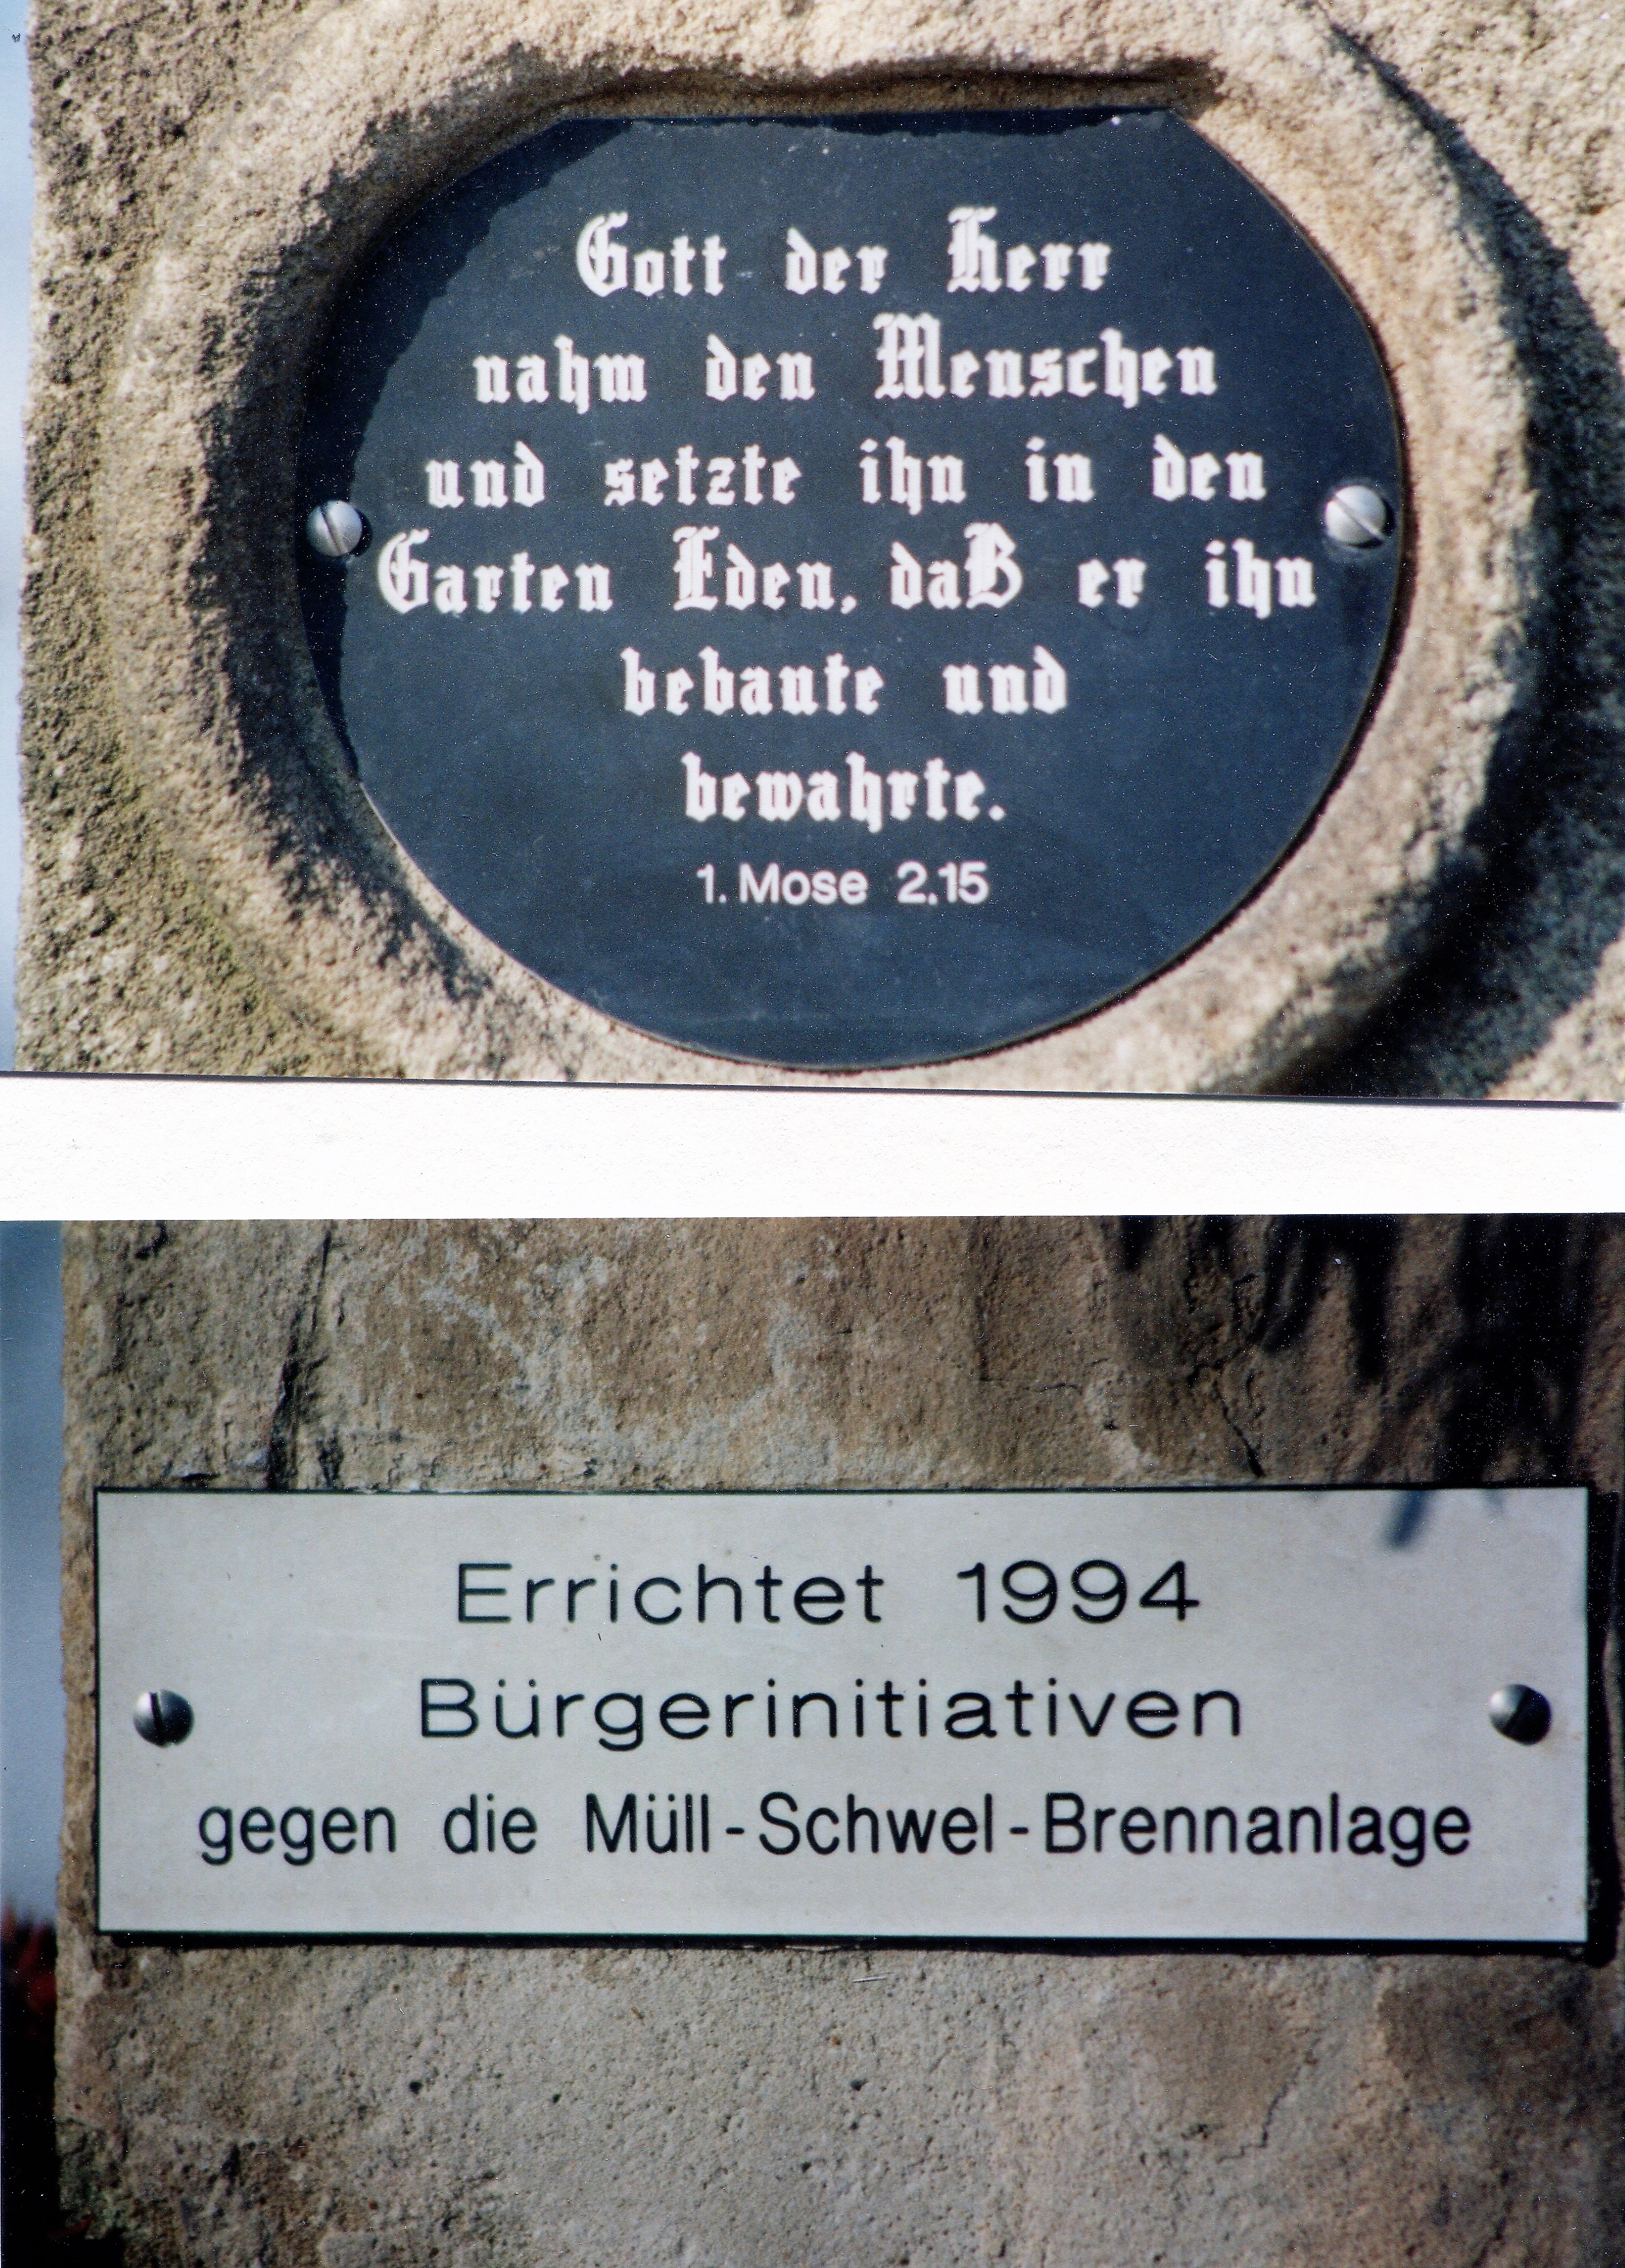 Gott der Herr
nahm den Menschen
und setzte ihn in den
Garten Eden, daß er ihn
bebaute und
bewahrte.
1. Mose 2.15
Errichtet 1994
Bürgerinitiativen
gegen die Müll-Schwel-Brennanlage